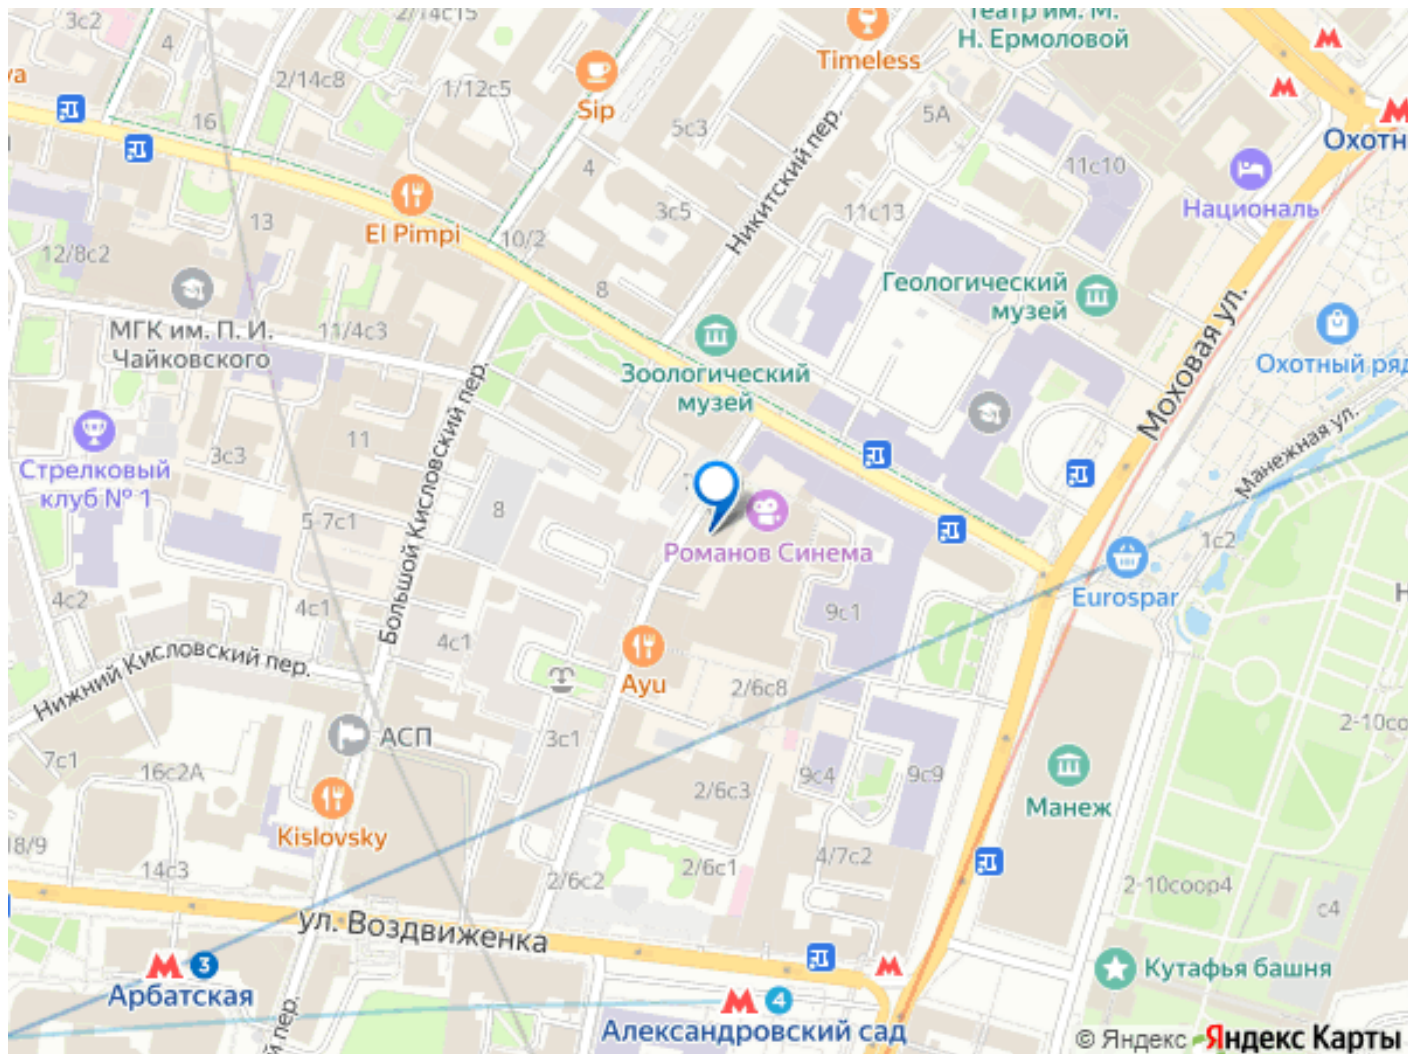 3с2
2/14с15
театр им. М.
Н. Ермоловой
4
ya
2/14с8
1/12с5
Sip
Timeless
16
5с3
5А
Охотн
4
Никитский пер.
11с10
13
El Pimpi
3с5
11с13
Националь
12/8с2
10/2
8
Геологический
музей
МГК им. П. И.
Чайковского
11/4с3
Моховая ул.
Зоологический
музей
Охотный ряд
Большой Кисловский пер.
Манежная ул.
11
3с3
Стрелковый
клуб № 1
8
5-7с1
Романов Синема
1с2
4с2
4с1
Eurospar
Н
9с1
4с1
Нижний Кисловский пер.
Ayu
2/6с8
АСП
3с1
2-10со
7с1
16с2А
9с4
9с9
2/6с3
Манеж
Kislovsky
18/9
14с3
2/6с2
2/6с1
4/7с2
2-10соор4
с4
ул. Воздвиженка
3
Арбатская
Кутафья башня
4
Александровский сад
й пер.
© Яндекс Яндекс Карты